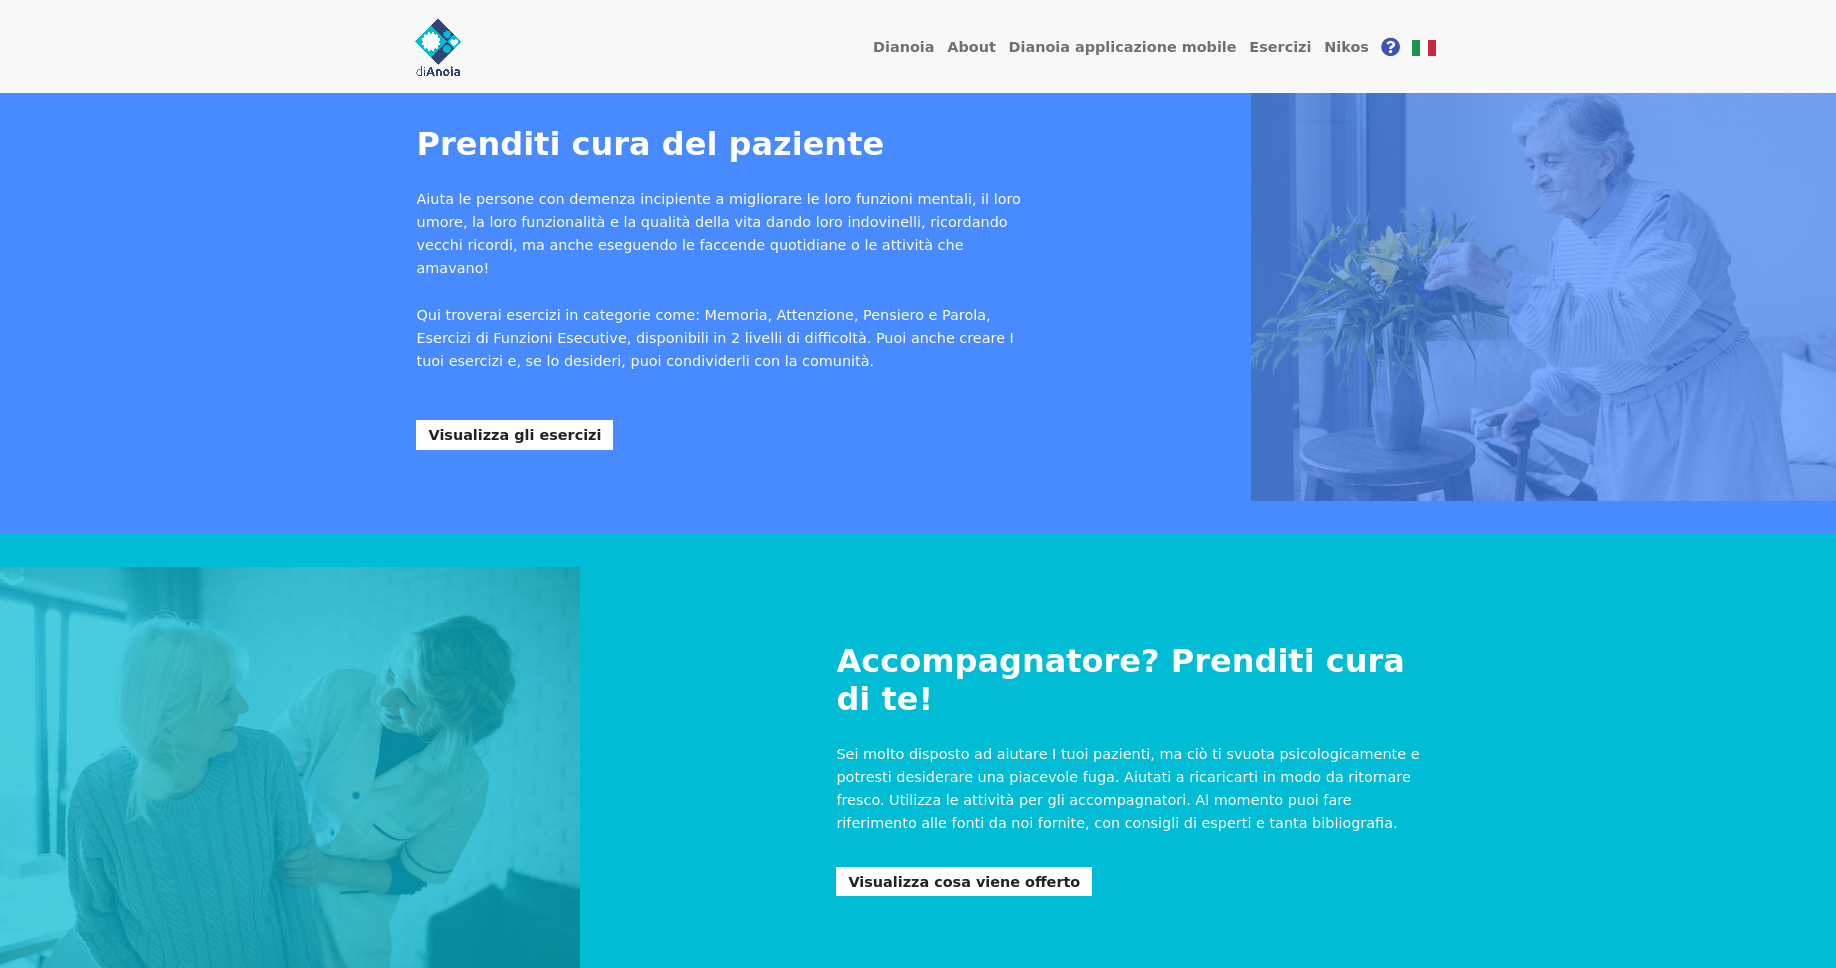 diAnoia
Dianoia About Dianoia applicazione mobile Esercizi Nikos ?
Prenditi cura del paziente
Aiuta le persone con demenza incipiente a migliorare le loro funzioni mentali, il loro
umore, la loro funzionalità e la qualità della vita dando loro indovinelli, ricordando
vecchi ricordi, ma anche eseguendo le faccende quotidiane o le attività che
amavano!
Qui troverai esercizi in categorie come: Memoria, Attenzione, Pensiero e Parola,
Esercizi di Funzioni Esecutive, disponibili in 2 livelli di difficoltà. Puoi anche creare I
tuoi esercizi e, se lo desideri, puoi condividerli con la comunità.
Visualizza gli esercizi
Accompagnatore? Prenditi cura
di te!
Sei molto disposto ad aiutare I tuoi pazienti, ma ciò ti svuota psicologicamente e
potresti desiderare una piacevole fuga. Aiutati a ricaricarti in modo da ritornare
fresco. Utilizza le attività per gli accompagnatori. Al momento puoi fare
riferimento alle fonti da noi fornite, con consigli di esperti e tanta bibliografia.
Visualizza cosa viene offerto